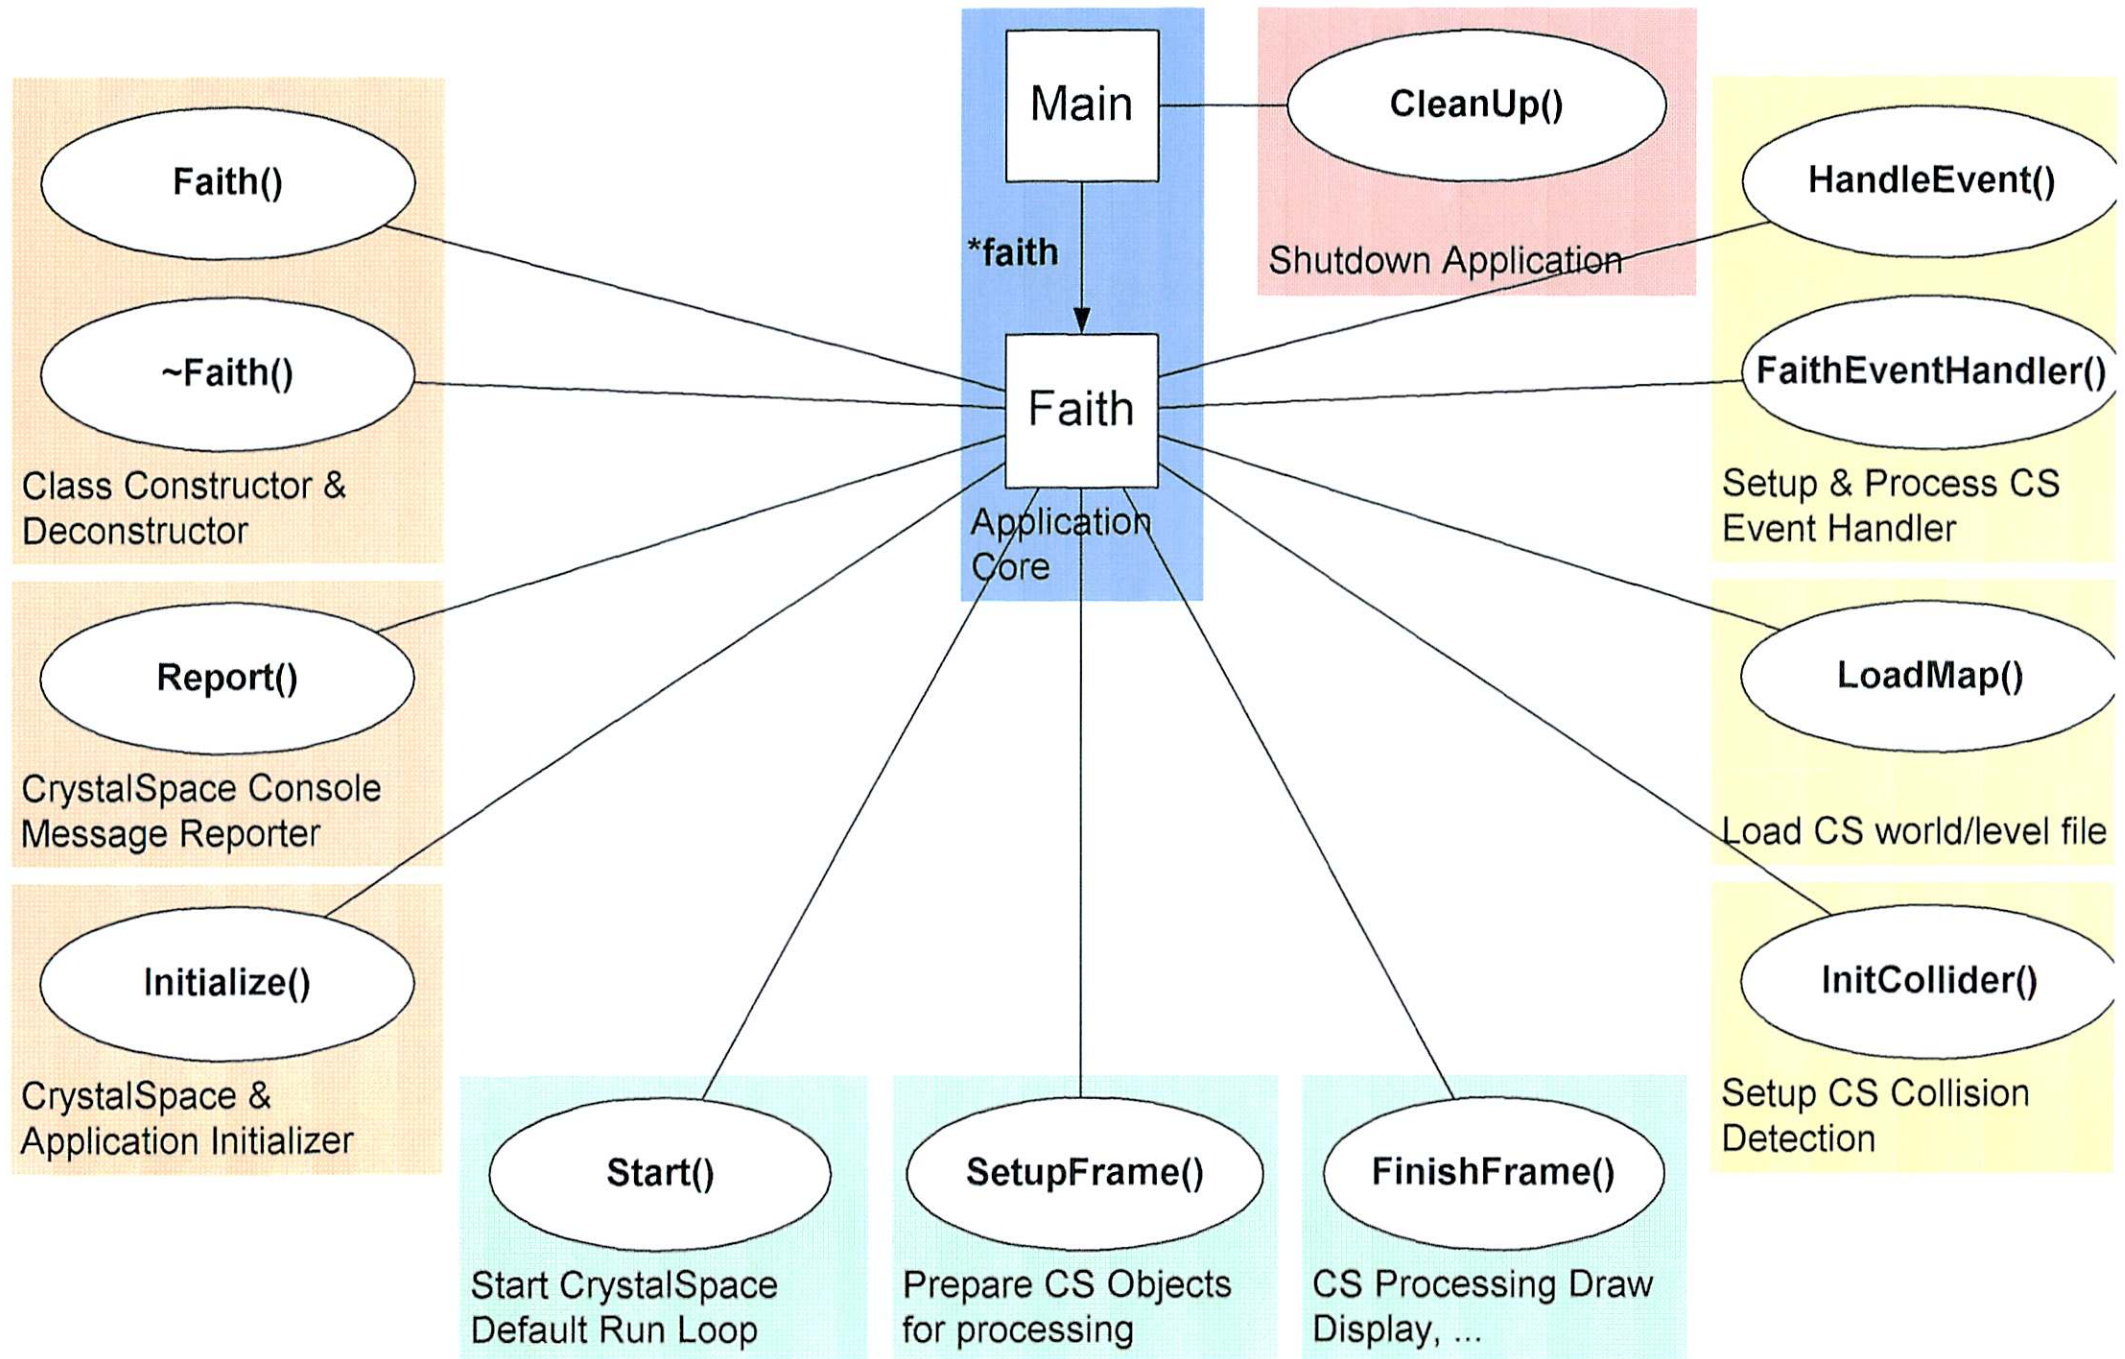 Main
CleanUp()
Shutdown Application
*faith
Faith
Application
Core
Faith()
~Faith()
Class Constructor &
Deconstructor
Report()
CrystalSpace Console
Message Reporter
Initialize()
CrystalSpace &
Application Initializer
Start()
Start CrystalSpace
Default Run Loop
SetupFrame()
Prepare CS Objects
for processing
FinishFrame()
CS Processing Draw
Display, ...
HandleEvent()
FaithEventHandler()
Setup & Process CS
Event Handler
LoadMap()
Load CS world/level file
InitCollider()
Setup CS Collision
Detection